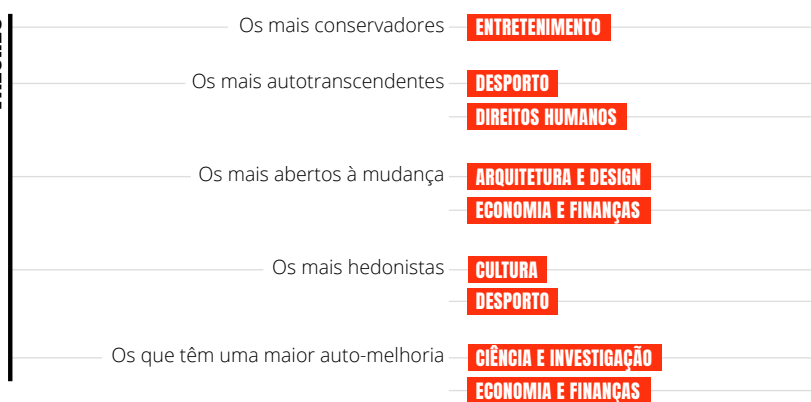 Os mais conservadores ENTRETENIMENTO
Os mais autotranscendentes DESPORTO
DIREITOS HUMANOS
Os mais abertos à mudança ARQUITETURA E DESIGN
ECONOMIA E FINANÇAS
Os mais hedonistas CULTURA
DESPORTO
Os que têm uma maior auto-melhoria CIÊNCIA E INVESTIGAÇÃO
ECONOMIA E FINANÇAS